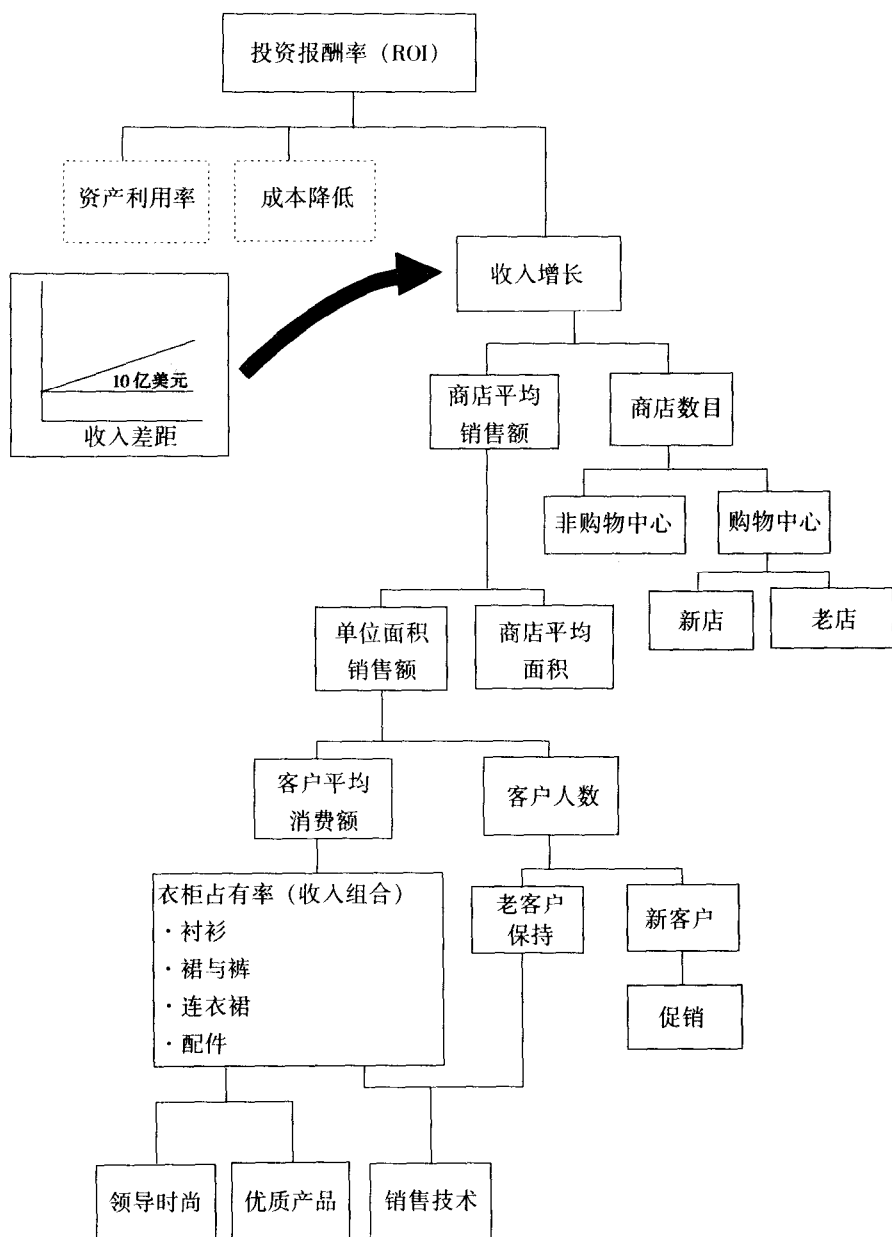 投资报酬率（ROI）
资产利用率
成本降低
收入增长
10亿美元
收入差距
商店平均
销售额
商店数目
非购物中心
购物中心
新店
老店
单位面积
销售额
商店平均
面积
客户平均
消费额
客户人数
衣柜占有率（收入组合）
·衬衫
·裙与裤
·连衣裙
·配件
老客户
保持
新客户
促销
领导时尚
优质产品
销售技术